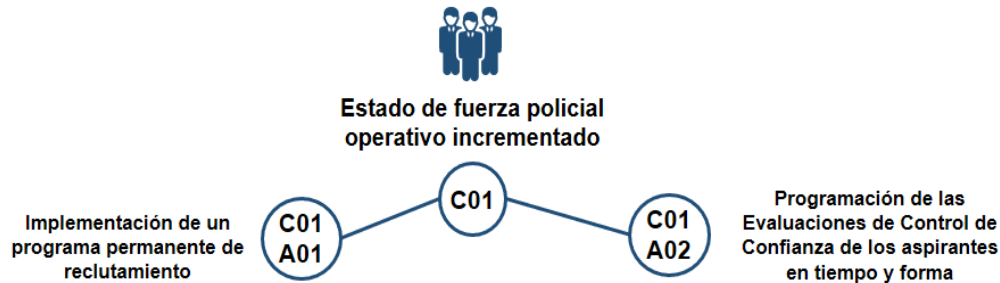 Estado de fuerza policial
operativo incrementado
C01
Implementación de un
programa permanente de
reclutamiento
C01
A01
C01
A02
Programación de las
Evaluaciones de Control de
Confianza de los aspirantes
en tiempo y forma